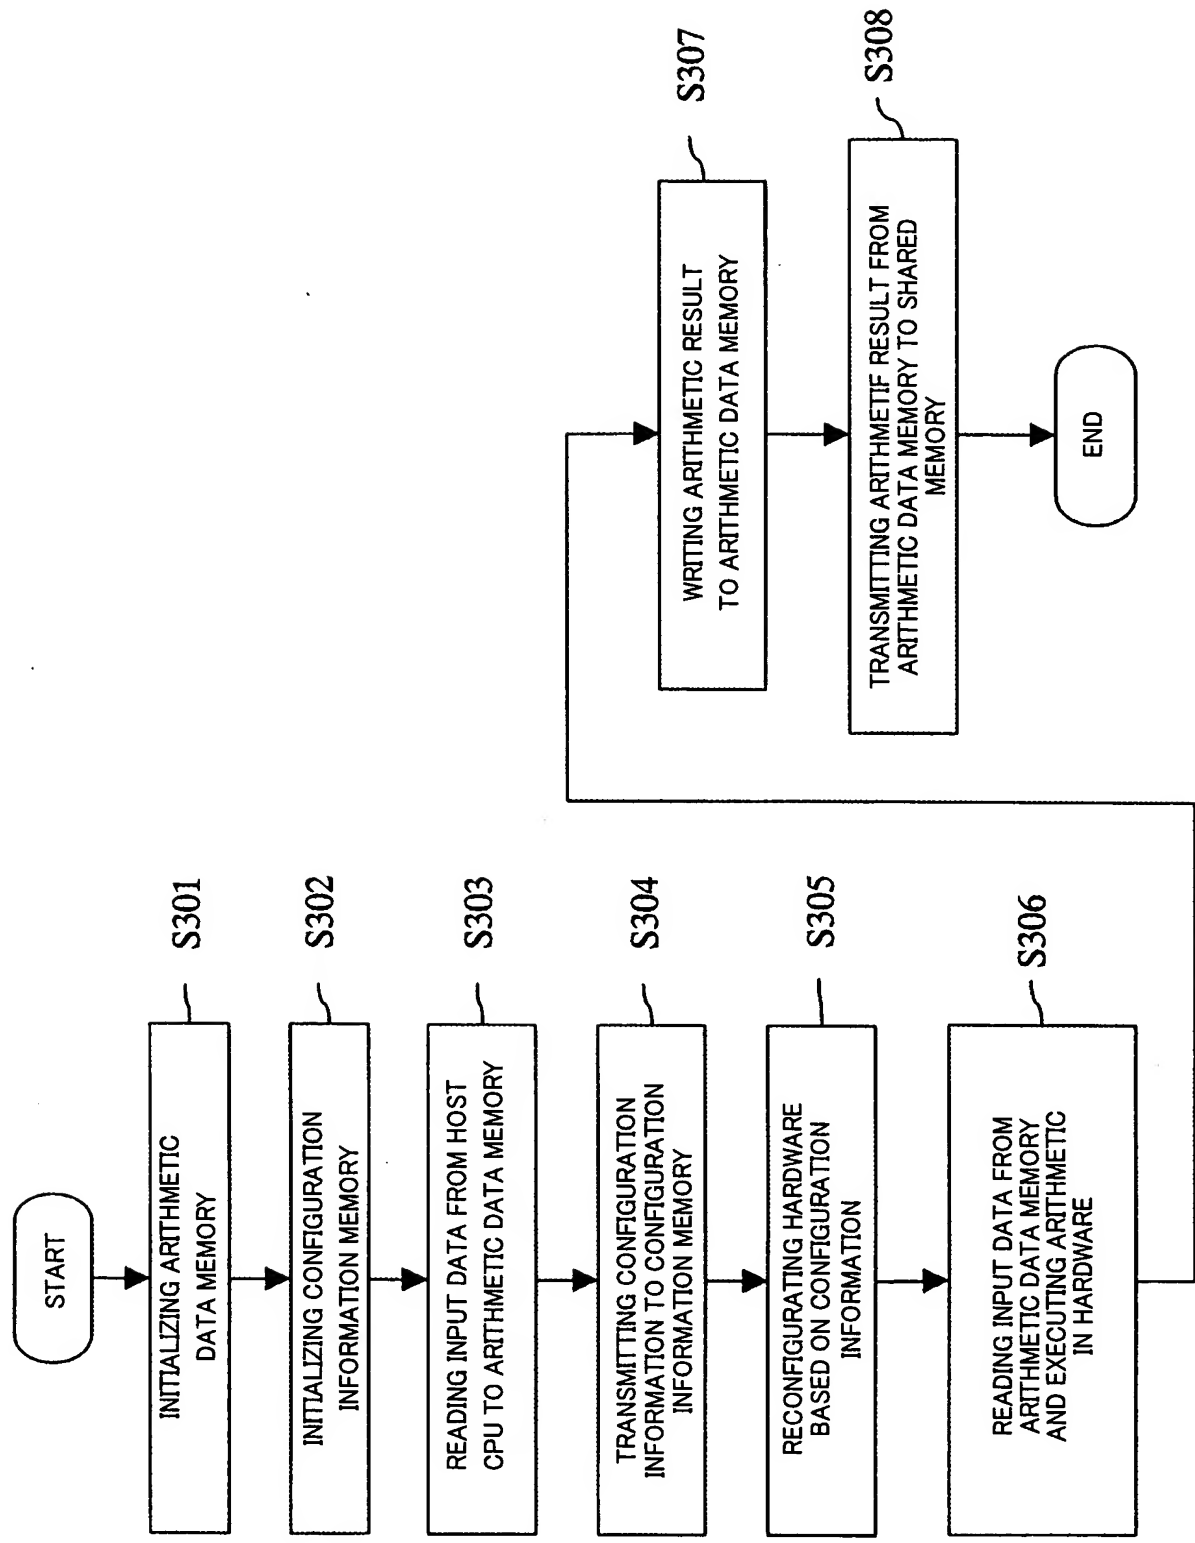 START
INITIALIZING ARITHMETIC
DATA MEMORY
S301
INITIALIZING CONFIGURATION
INFORMATION MEMORY
S302
READING INPUT DATA FROM HOST
CPU TO ARITHMETIC DATA MEMORY
S303
TRANSMITTING CONFIGURATION
INFORMATION TO CONFIGURATION
INFORMATION MEMORY
S304
RECONFIGURATING HARDWARE
BASED ON CONFIGURATION
INFORMATION
S305
READING INPUT DATA FROM
ARITHMETIC DATA MEMORY
AND EXECUTING ARITHMETIC
IN HARDWARE
S306
WRITING ARITHMETIC RESULT
TO ARITHMETIC DATA MEMORY
S307
TRANSMITTING ARITHMETIF RESULT FROM
ARITHMETIC DATA MEMORY TO SHARED
MEMORY
S308
END